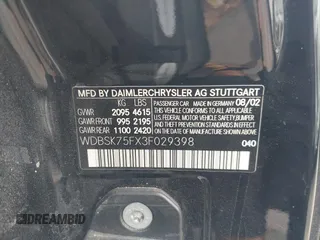 MFD BY DAIMLERCHRYSLER AG STUTTGART
PASSENGER CAR MADE IN GERMANY 08/02
KG LBS
GVWR 2095 4615
GAWR FRONT 995 2195
GAWR REAR 1100 2420
THIS VEHICLE CONFORMS TO ALL APPLICABLE
U.S. FEDERAL MOTOR VEHICLE SAFETY
BUMPER AND THEFT PREVENTION STANDARDS
IN EFFECT ON THE DATE OF MANUFACTURE
SHOWN ABOVE
WDBSK75FX3F029398
040
IAADriveMD